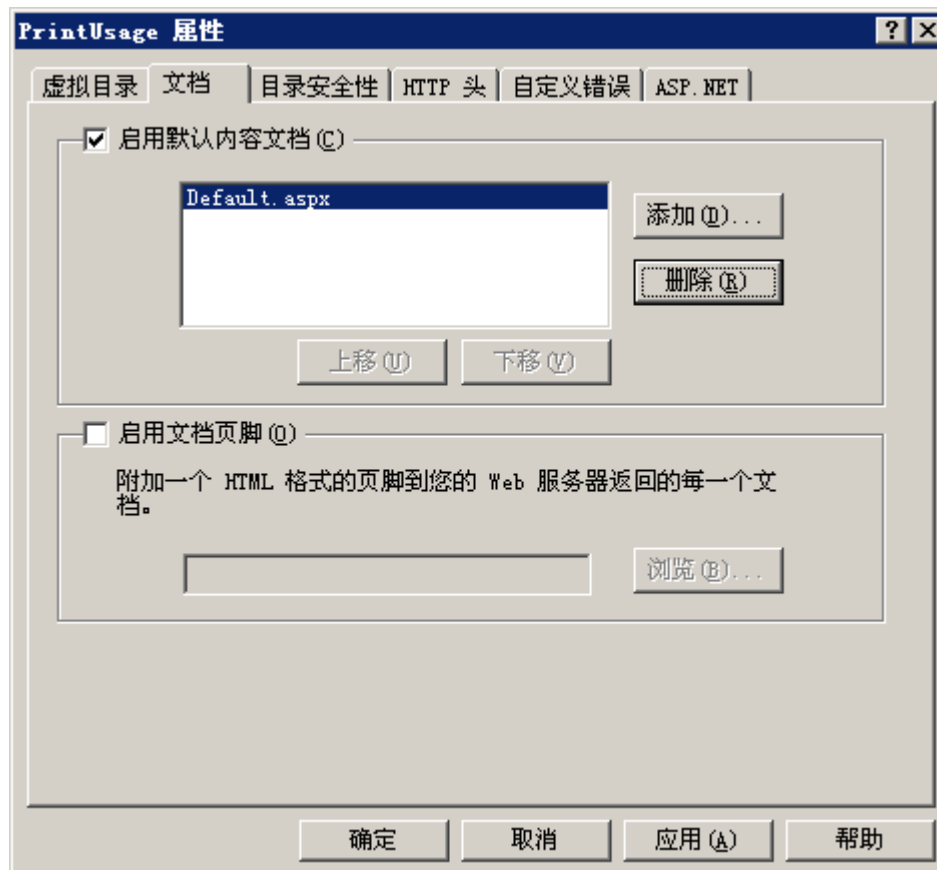 PrintUsage 属性
虚拟目录 文档 目录安全性 HTTP 头 自定义错误 ASP.NET
启用默认内容文档(C)
Default.aspx
添加(D)...
删除(R)
上移(U) 下移(V)
启用文档页脚(O)
附加一个 HTML 格式的页脚到您的 Web 服务器返回的每一个文
档。
浏览(B)...
确定 取消 应用(A) 帮助